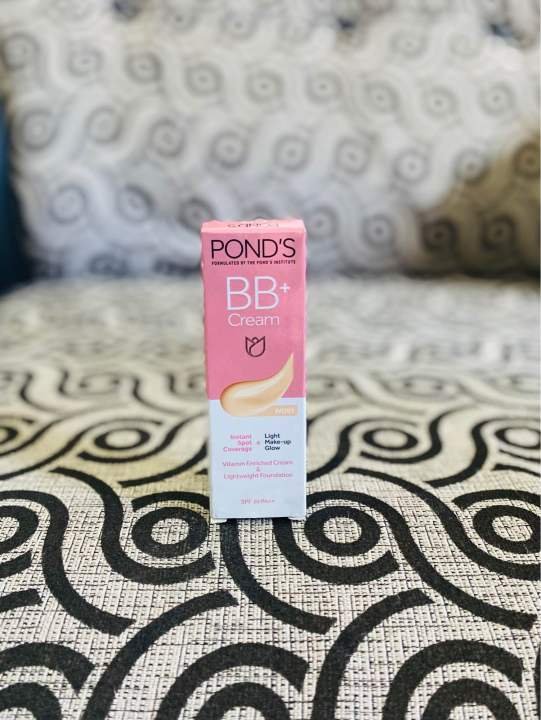 POND'S
FORMULATED BY THE POND'S INSTITUTE
BB+
Cream
IVORY
Instant
Spot
Coverage
&
Light
Make-up
Glow
Vitamin Enriched Cream
&
Lightweight Foundation